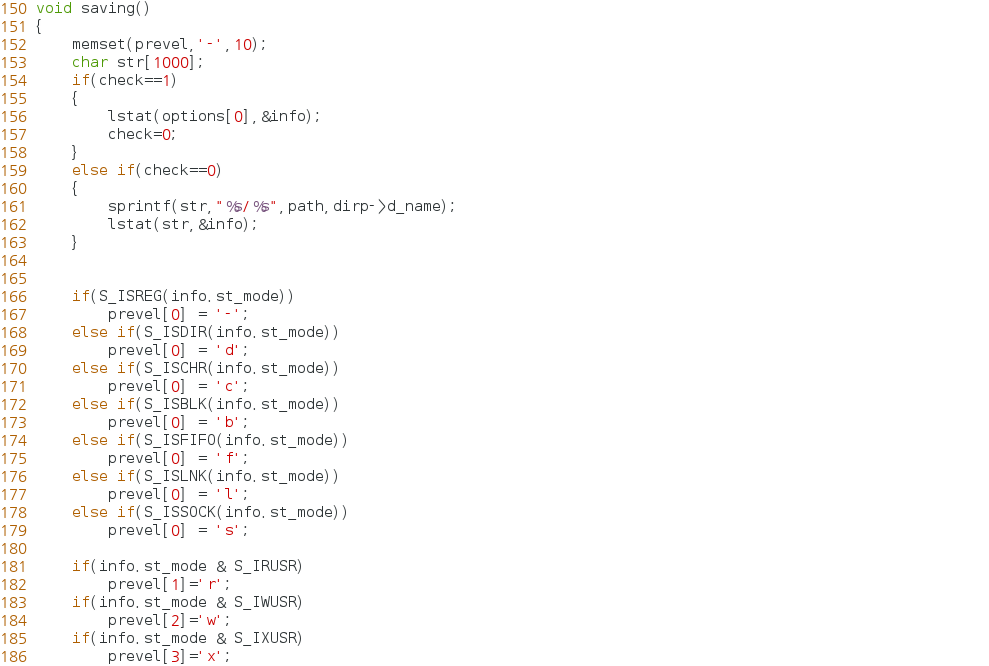 150 void saving()
151 {
152     memset(prevel,'-',10);
153     char str[1000];
154     if(check==1)
155     {
156         lstat(options[0],&info);
157         check=0;
158     }
159     else if(check==0)
160     {
161         sprintf(str,"%s/%s",path,dirp->d_name);
162         lstat(str,&info);
163     }
164
165
166     if(S_ISREG(info.st_mode))
167         prevel[0] = '-';
168     else if(S_ISDIR(info.st_mode))
169         prevel[0] = 'd';
170     else if(S_ISCHR(info.st_mode))
171         prevel[0] = 'c';
172     else if(S_ISBLK(info.st_mode))
173         prevel[0] = 'b';
174     else if(S_ISFIFO(info.st_mode))
175         prevel[0] = 'f';
176     else if(S_ISLNK(info.st_mode))
177         prevel[0] = 'l';
178     else if(S_ISSOCK(info.st_mode))
179         prevel[0] = 's';
180
181     if(info.st_mode & S_IRUSR)
182         prevel[1]='r';
183     if(info.st_mode & S_IWUSR)
184         prevel[2]='w';
185     if(info.st_mode & S_IXUSR)
186         prevel[3]='x';